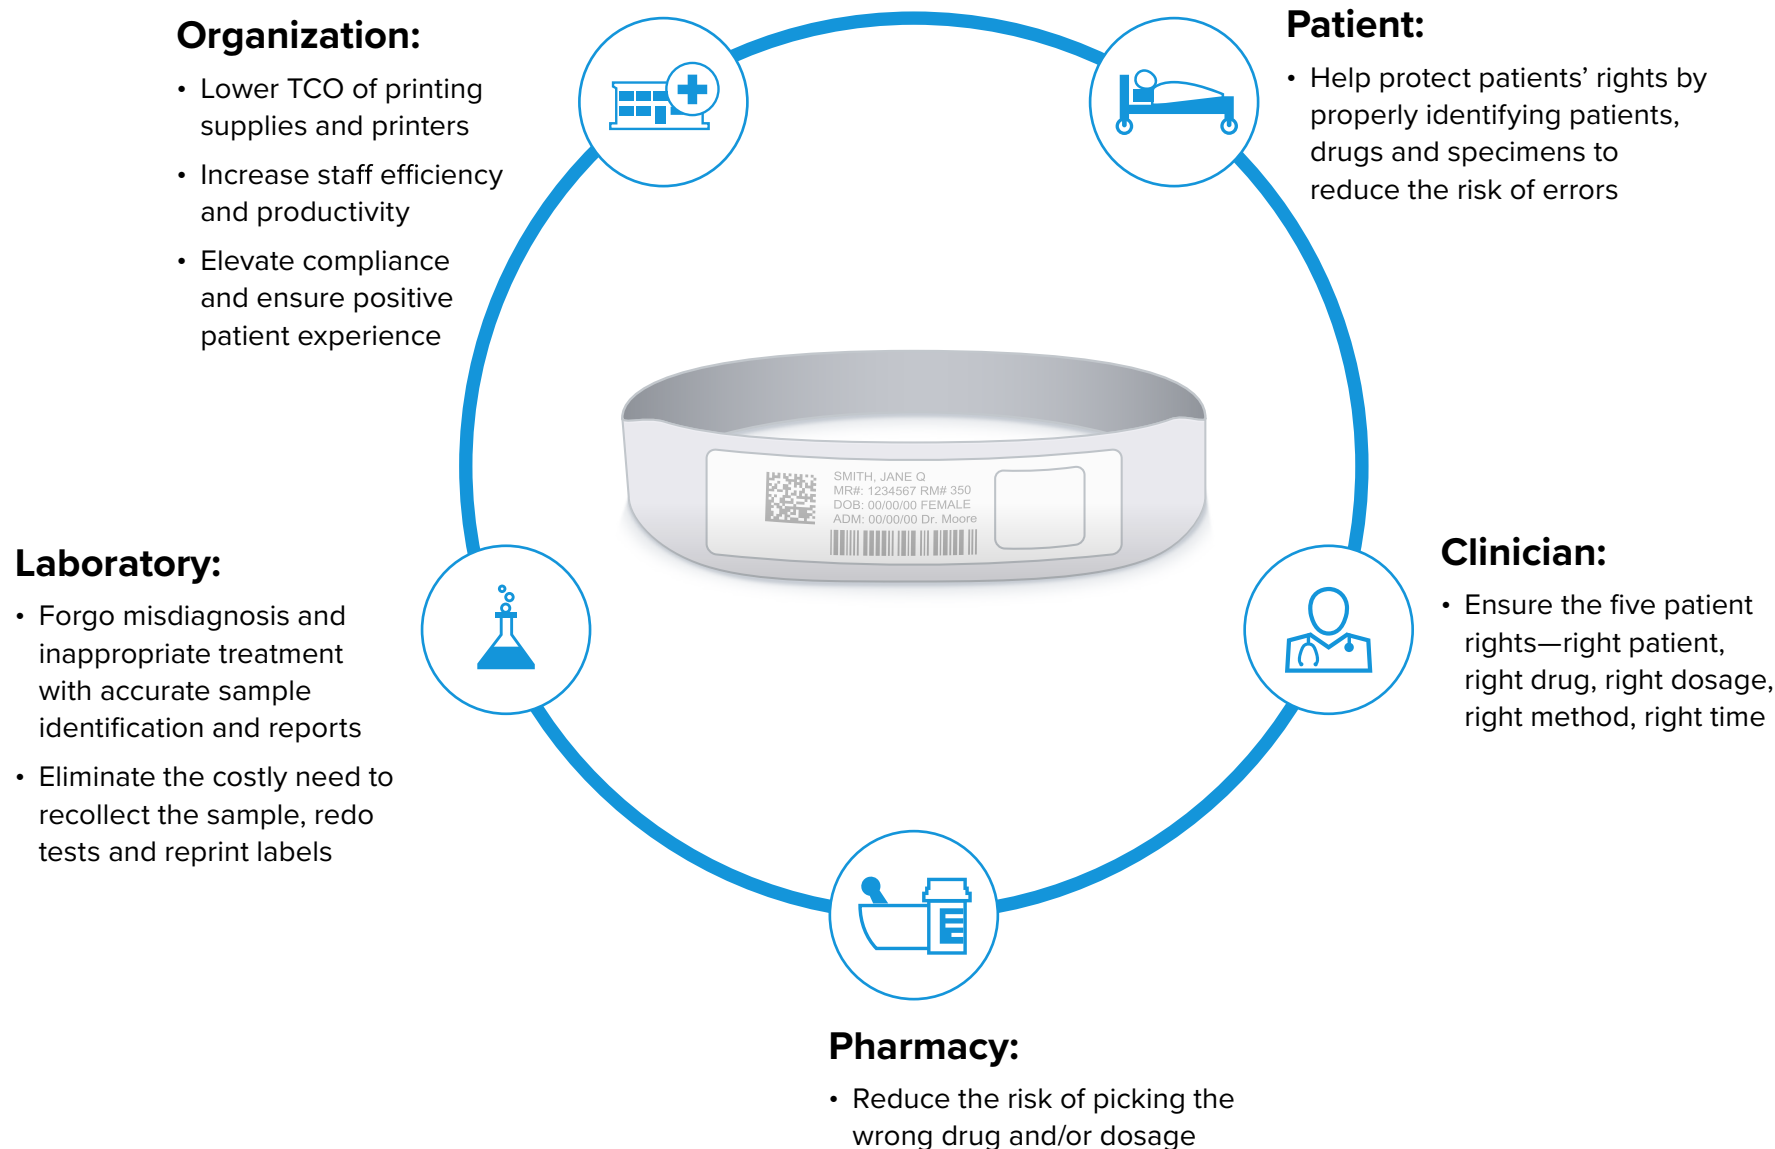 Organization:
• Lower TCO of printing
supplies and printers
• Increase staff efficiency
and productivity
• Elevate compliance
and ensure positive
patient experience
Patient:
• Help protect patients’ rights by
properly identifying patients,
drugs and specimens to
reduce the risk of errors
SMITH, JANE Q
MR#: 1234567 RM# 350
DOB: 00/00/00 FEMALE
ADM: 00/00/00 Dr. Moore
Laboratory:
• Forgo misdiagnosis and
inappropriate treatment
with accurate sample
identification and reports
• Eliminate the costly need to
recollect the sample, redo
tests and reprint labels
Clinician:
• Ensure the five patient
rights—right patient,
right drug, right dosage,
right method, right time
Pharmacy:
• Reduce the risk of picking the
wrong drug and/or dosage